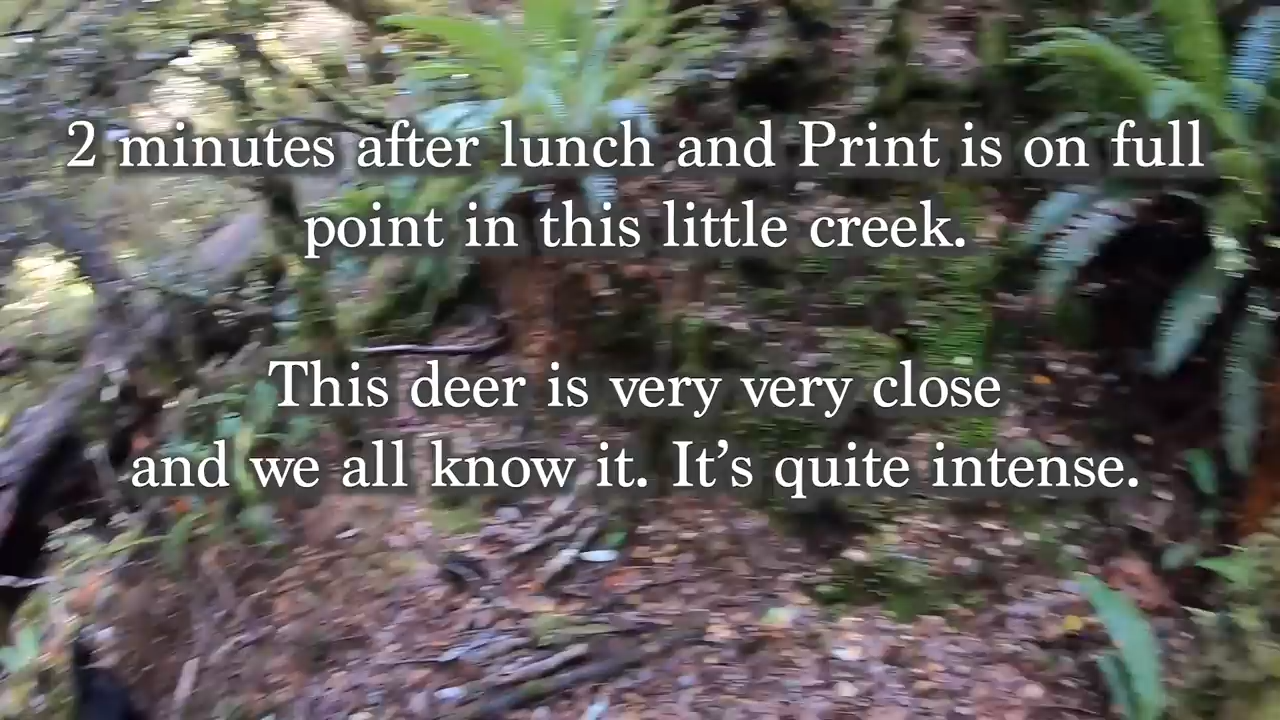 2 minutes after lunch and Print is on full
point in this little creek.
This deer is very very close
and we all know it. It’s quite intense.